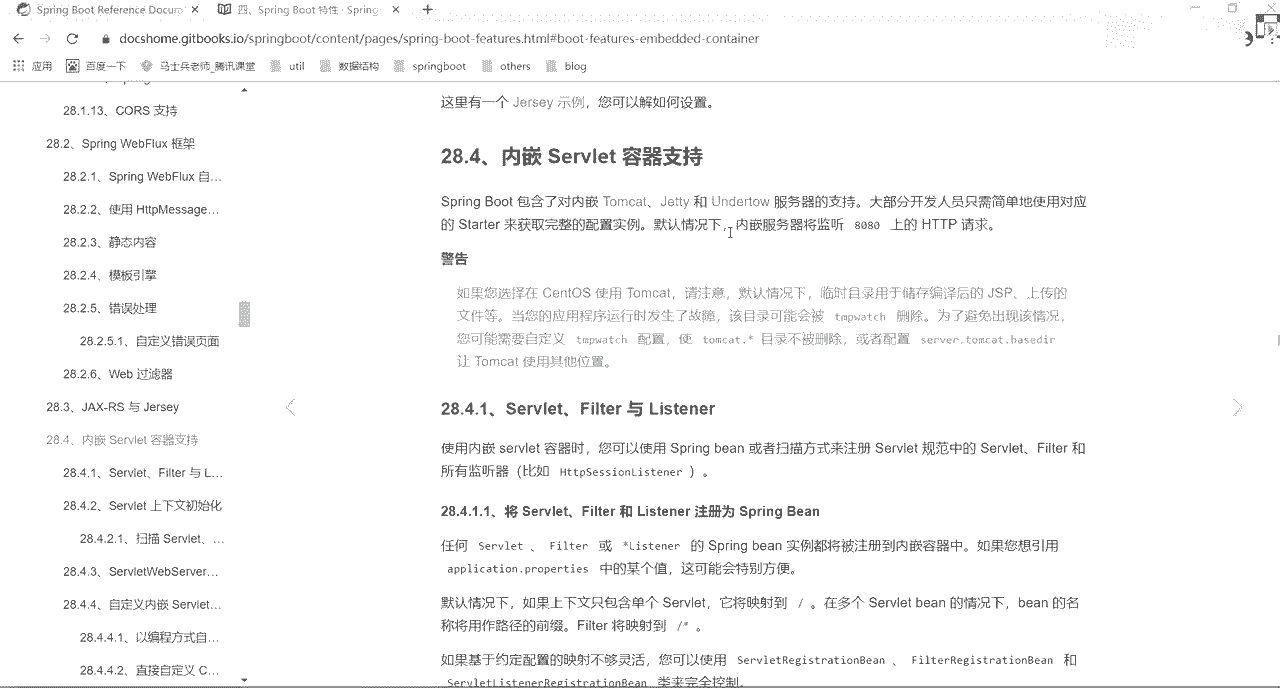 Spring Boot Reference Docum
四、Spring Boot 特性 · Spring
docshome.gitbooks.io/springboot/content/pages/spring-boot-features.html#boot-features-embedded-container
应用
百度一下
马士兵老师_腾讯课堂
util
数据结构
springboot
others
blog
28.1.13、CORS 支持
28.2、Spring WebFlux 框架
28.2.1、Spring WebFlux 自…
28.2.2、使用 HttpMessage…
28.2.3、静态内容
28.2.4、模板引擎
28.2.5、错误处理
28.2.5.1、自定义错误页面
28.2.6、Web 过滤器
28.3、JAX-RS 与 Jersey
28.4、内嵌 Servlet 容器支持
28.4.1、Servlet、Filter 与 L…
28.4.2、Servlet 上下文初始化
28.4.2.1、扫描 Servlet、…
28.4.3、ServletWebServer…
28.4.4、自定义内嵌 Servlet…
28.4.4.1、以编程方式自…
28.4.4.2、直接自定义 C…
这里有一个 Jersey 示例，您可以解如何设置。
28.4、内嵌 Servlet 容器支持
Spring Boot 包含了对内嵌 Tomcat、Jetty 和 Undertow 服务器的支持。大部分开发人员只需简单地使用对应
的 Starter 来获取完整的配置实例。默认情况下，内嵌服务器将监听 8080 上的 HTTP 请求。
警告
如果您选择在 CentOS 使用 Tomcat，请注意，默认情况下，临时目录用于储存编译后的 JSP、上传的
文件等。当您的应用程序运行时发生了故障，该目录可能会被 tmpwatch 删除。为了避免出现该情况，
您可能需要自定义 tmpwatch 配置，使 tomcat.* 目录不被删除，或者配置 server.tomcat.basedir
让 Tomcat 使用其他位置。
28.4.1、Servlet、Filter 与 Listener
使用内嵌 servlet 容器时，您可以使用 Spring bean 或者扫描方式来注册 Servlet 规范中的 Servlet、Filter 和
所有监听器（比如 HttpSessionListener ）。
28.4.1.1、将 Servlet、Filter 和 Listener 注册为 Spring Bean
任何 Servlet 、 Filter 或 *Listener 的 Spring bean 实例都将被注册到内嵌容器中。如果您想引用
application.properties 中的某个值，这可能会特别方便。
默认情况下，如果上下文只包含单个 Servlet，它将映射到 / 。在多个 Servlet bean 的情况下，bean 的名
称将用作路径的前缀。Filter 将映射到 /* 。
如果基于约定配置的映射不够灵活，您可以使用 ServletRegistrationBean 、 FilterRegistrationBean 和
ServletListenerRegistrationBean 类来完全控制。